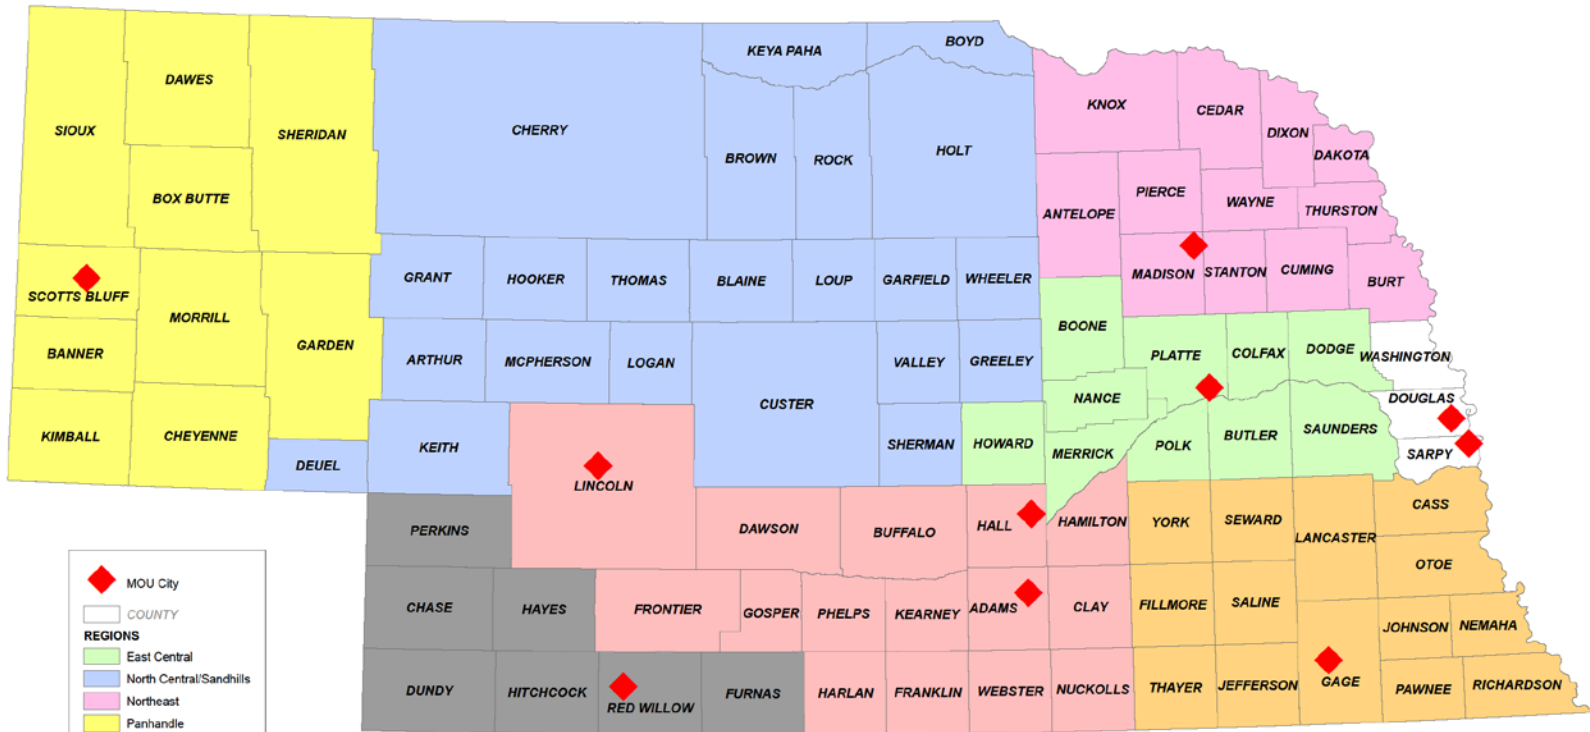 KEYA PAHA
BOYD
DAWES
SIOUX
SHERIDAN
CHERRY
BROWN
ROCK
HOLT
KNOX
CEDAR
DIXON
DAKOTA
BOX BUTTE
PIERCE
WAYNE
THURSTON
ANTELOPE
MADISON
STANTON
CUMING
BURT
SCOTTS BLUFF
MORRILL
GARDEN
GRANT
HOOKER
THOMAS
BLAINE
LOUP
GARFIELD
WHEELER
BOONE
PLATTE
COLFAX
DODGE
WASHINGTON
BANNER
ARTHUR
MCPHERSON
LOGAN
CUSTER
VALLEY
GREELEY
NANCE
DOUGLAS
KIMBALL
CHEYENNE
DEUEL
KEITH
LINCOLN
SHERMAN
HOWARD
MERRICK
POLK
BUTLER
SAUNDERS
SARPY
PERKINS
DAWSON
BUFFALO
HALL
HAMILTON
YORK
SEWARD
LANCASTER
CASS
OTOE
CHASE
HAYES
FRONTIER
GOSPER
PHELPS
KEARNEY
ADAMS
CLAY
FILLMORE
SALINE
JOHNSON
NEMAHA
DUNDY
HITCHCOCK
RED WILLOW
FURNAS
HARLAN
FRANKLIN
WEBSTER
NUCKOLLS
THAYER
JEFFERSON
GAGE
PAWNEE
RICHARDSON
MOU City
COUNTY
REGIONS
East Central
North Central/Sandhills
Northeast
Panhandle